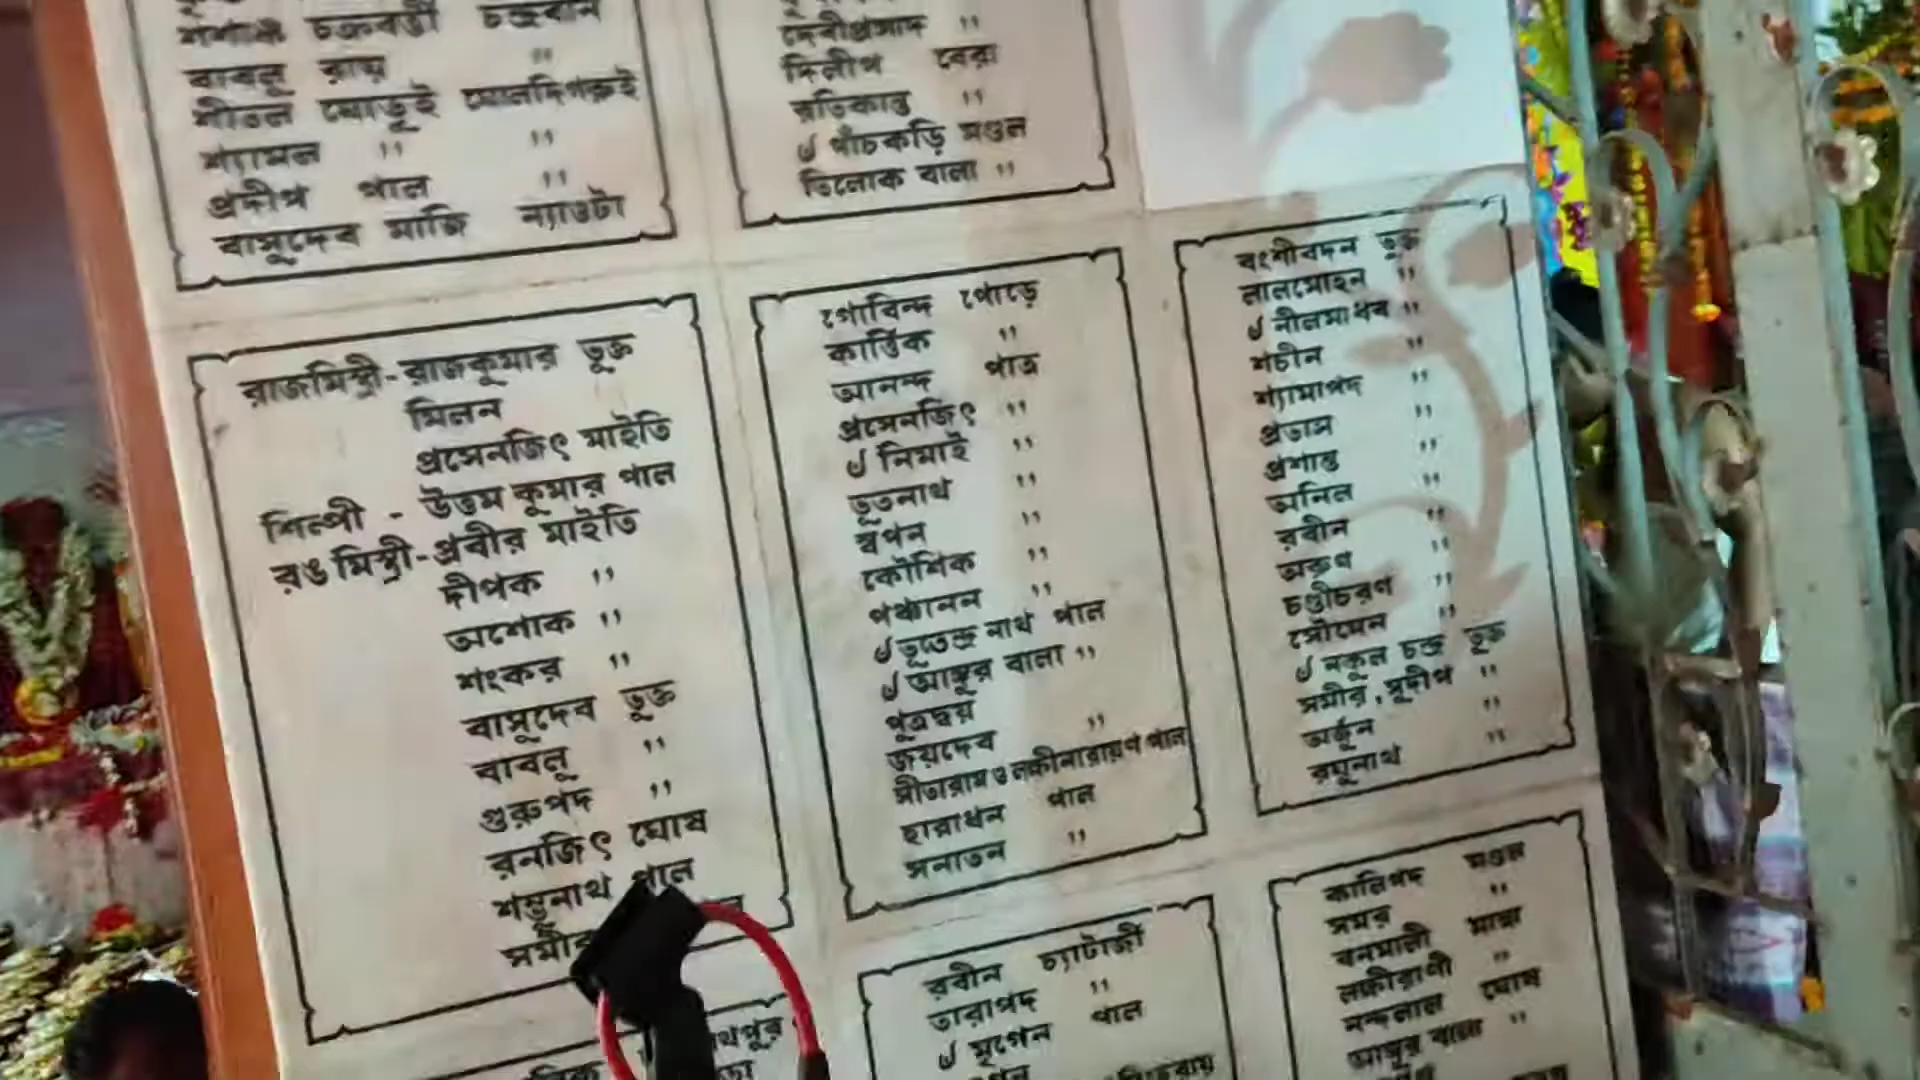 শশাঙ্ক চক্রবর্তী চন্দ্রবান
বাবলু রায় "
শীতল ঘোড়ুই ঘোলদিগরুই
শ্যামল " "
প্রদীপ পাল "
বাসুদেব মাজি ন্যাওটা
দেবীপ্রসাদ "
দিলীপ বেরা
রতিকান্ত "
ঁ পাঁচকড়ি মণ্ডল
তিলোক বালা "
রাজমিস্ত্রী-রাজকুমার ভুক্ত
মিলন
প্রসেনজিৎ মাইতি
শিল্পী - উত্তম কুমার পাল
রঙমিস্ত্রী-প্রবীর মাইতি
দীপক "
অশোক "
শংকর "
বাসুদেব ভুক্ত
বাবলু "
গুরুপদ "
রনজিৎ ঘোষ
শম্ভুনাথ পাল
সমীর
গোবিন্দ পোড়ে
কার্ত্তিক "
আনন্দ পাত্র
প্রসেনজিৎ "
ঁ নিমাই "
ভূতনাথ "
স্বপন "
কৌশিক "
পঞ্চানন "
ঁ ভূতেন্দ্র নাথ পাল
ঁ আঙ্গুর বালা "
পুত্রদ্বয়
জয়দেব "
সীতারাম ও লক্ষীনারায়ণ পাল
হারাধন পাল
সনাতন "
বংশীবদন ভুক্ত
লালমোহন "
ঁ নীলমাধব "
শচীন "
শ্যামাপদ "
প্রভাস "
প্রশান্ত "
অনিল "
রবীন "
অরুণ "
চণ্ডীচরণ "
সৌমেন "
ঁ নকুল চন্দ্র ভুক্ত
সমীর, সুদীপ "
অর্জুন "
রঘুনাথ "
রবীন চ্যাটার্জী
তারাপদ "
ঁ মৃগেন পাল
কালিপদ মণ্ডল
সমর "
বনমালী মান্না
লক্ষীরাণী "
নন্দলাল ঘোষ
আঙ্গুর বালা "